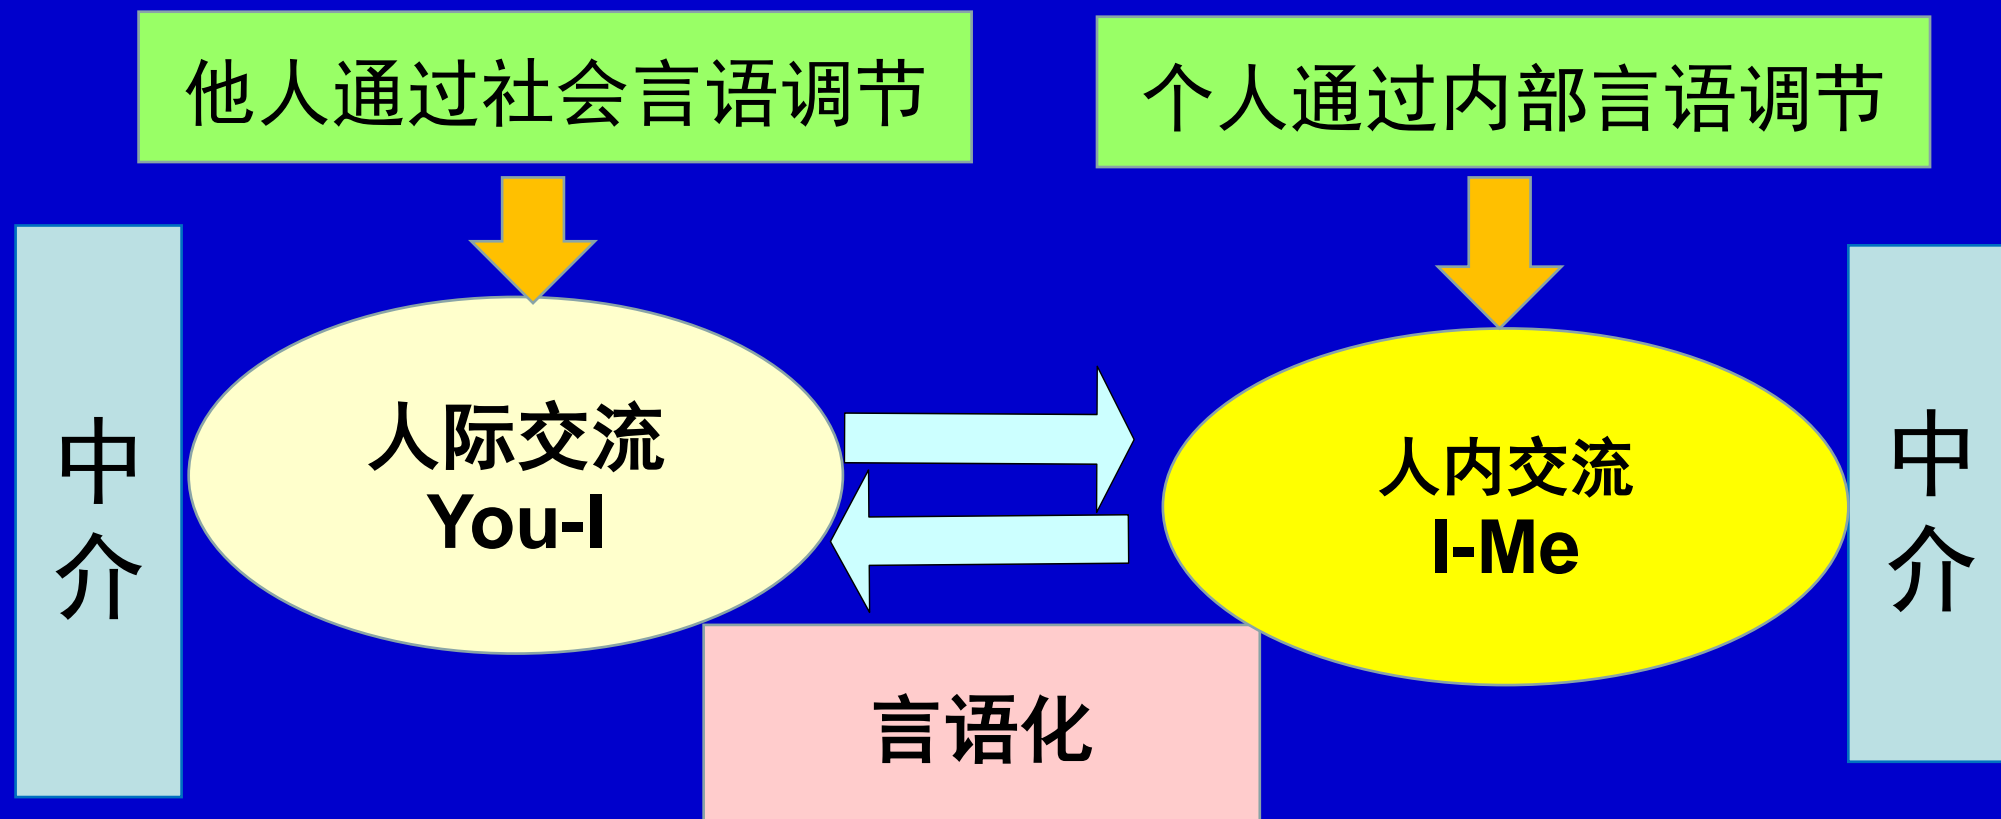 他人通过社会言语调节
个人通过内部言语调节
中介
人际交流
You-I
人内交流
I-Me
中介
言语化